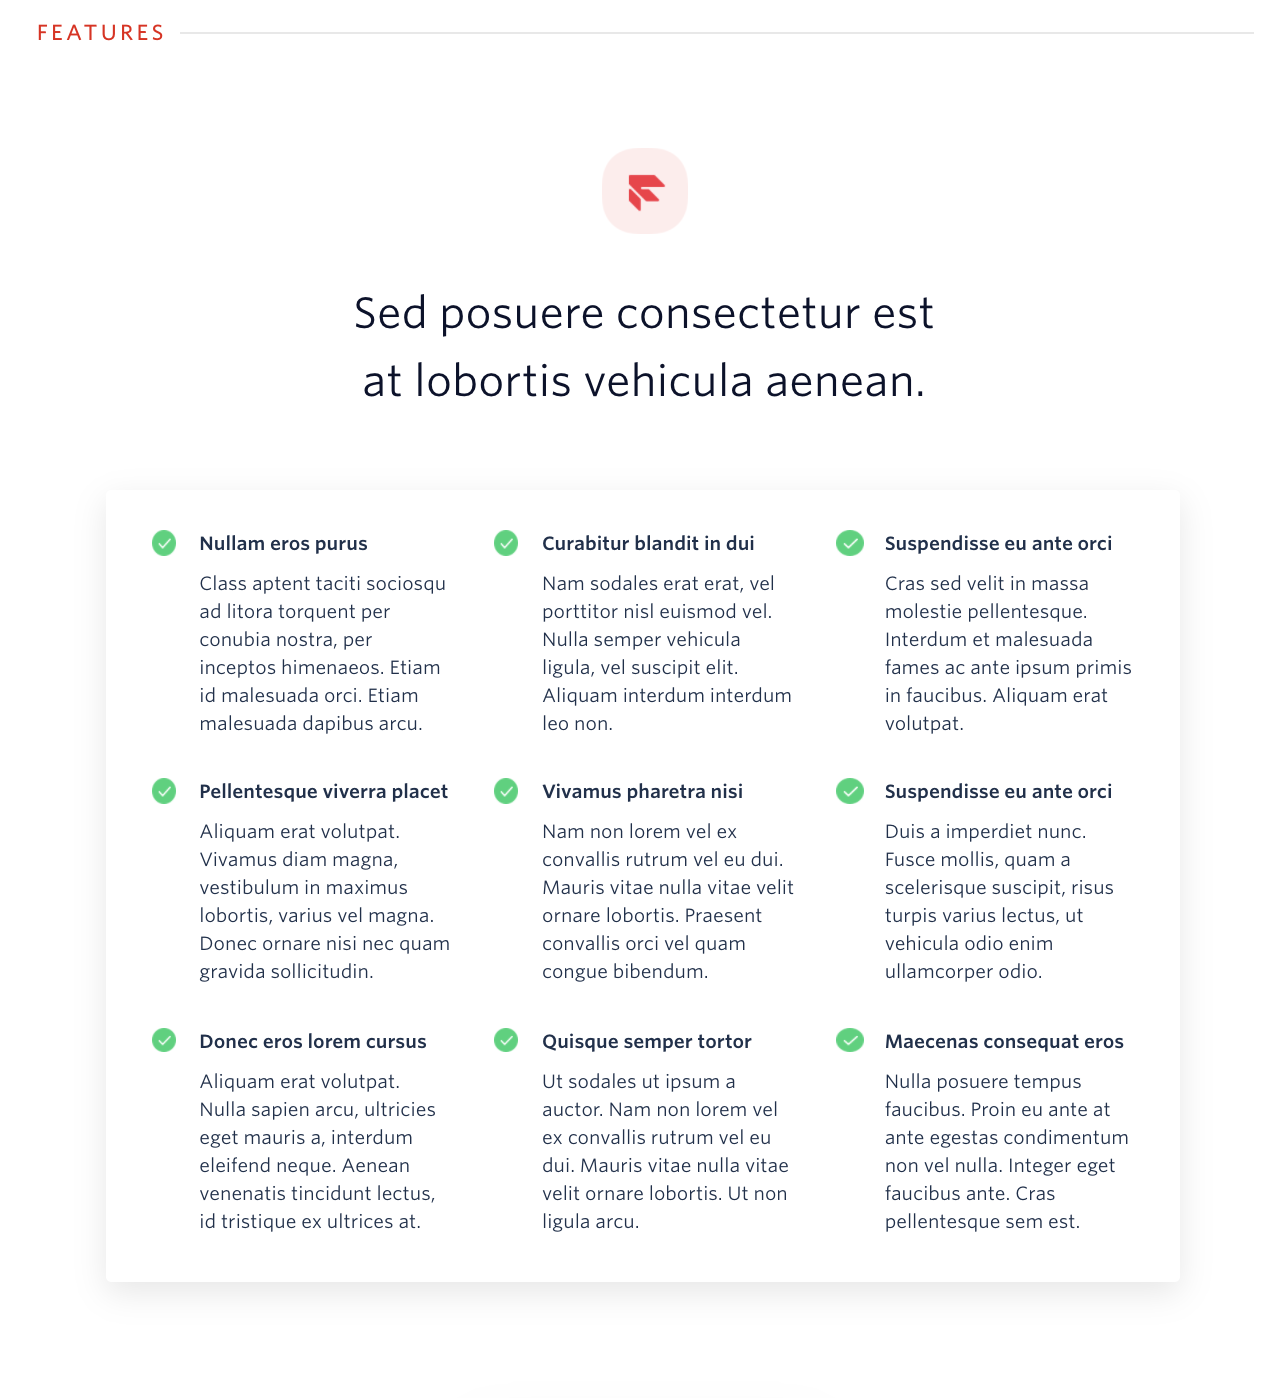 FEATURES
Sed posuere consectetur est
at lobortis vehicula aenean.
Nullam eros purus
Class aptent taciti sociosqu
ad litora torquent per
conubia nostra, per
inceptos himenaeos. Etiam
id malesuada orci. Etiam
malesuada dapibus arcu.
Curabitur blandit in dui
Nam sodales erat erat, vel
porttitor nisl euismod vel.
Nulla semper vehicula
ligula, vel suscipit elit.
Aliquam interdum interdum
leo non.
Suspendisse eu ante orci
Cras sed velit in massa
molestie pellentesque.
Interdum et malesuada
fames ac ante ipsum primis
in faucibus. Aliquam erat
volutpat.
Pellentesque viverra placet
Aliquam erat volutpat.
Vivamus diam magna,
vestibulum in maximus
lobortis, varius vel magna.
Donec ornare nisi nec quam
gravida sollicitudin.
Vivamus pharetra nisi
Nam non lorem vel ex
convallis rutrum vel eu dui.
Mauris vitae nulla vitae velit
ornare lobortis. Praesent
convallis orci vel quam
congue bibendum.
Suspendisse eu ante orci
Duis a imperdiet nunc.
Fusce mollis, quam a
scelerisque suscipit, risus
turpis varius lectus, ut
vehicula odio enim
ullamcorper odio.
Donec eros lorem cursus
Aliquam erat volutpat.
Nulla sapien arcu, ultricies
eget mauris a, interdum
eleifend neque. Aenean
venenatis tincidunt lectus,
id tristique ex ultrices at.
Quisque semper tortor
Ut sodales ut ipsum a
auctor. Nam non lorem vel
ex convallis rutrum vel eu
dui. Mauris vitae nulla vitae
velit ornare lobortis. Ut non
ligula arcu.
Maecenas consequat eros
Nulla posuere tempus
faucibus. Proin eu ante at
ante egestas condimentum
non vel nulla. Integer eget
faucibus ante. Cras
pellentesque sem est.